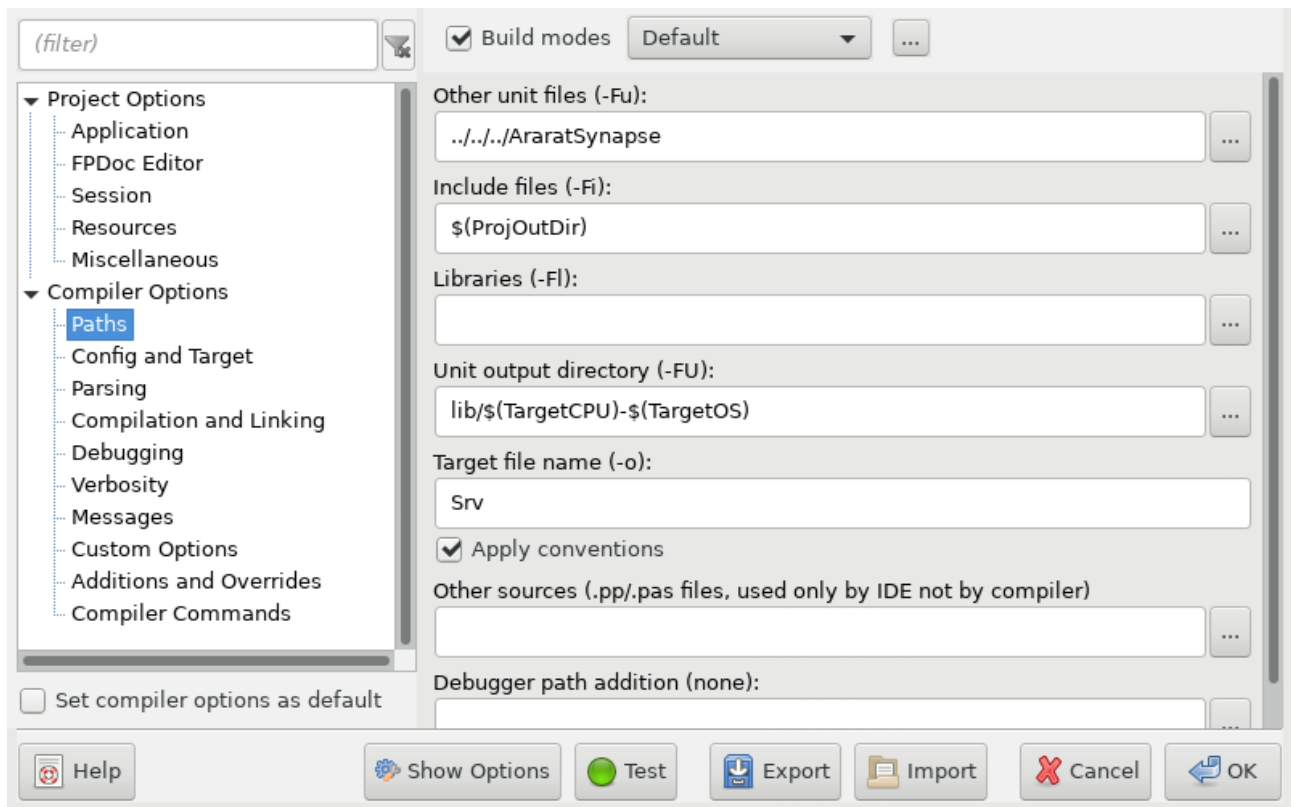 (filter)
Project Options
Application
FPDoc Editor
Session
Resources
Miscellaneous
Compiler Options
Paths
Config and Target
Parsing
Compilation and Linking
Debugging
Verbosity
Messages
Custom Options
Additions and Overrides
Compiler Commands
Set compiler options as default
Build modes Default ...
Other unit files (-Fu):
../../../AraratSynapse ...
Include files (-Fi):
$(ProjOutDir) ...
Libraries (-Fl):
...
Unit output directory (-FU):
lib/$(TargetCPU)-$(TargetOS) ...
Target file name (-o):
Srv
Apply conventions
Other sources (.pp/.pas files, used only by IDE not by compiler)
...
Debugger path addition (none):
...
Help Show Options Test Export Import Cancel OK